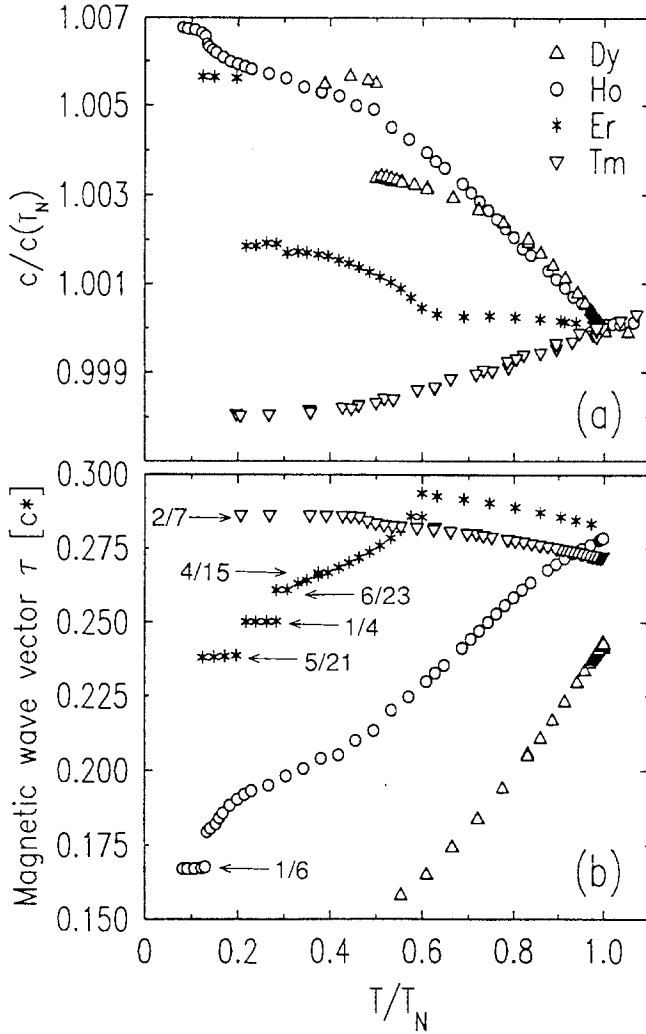 1.007
1.005
1.003
1.001
0.999
c/c(T_N)
Dy
Ho
Er
Tm
(a)
0.300
0.275
0.250
0.225
0.200
0.175
0.150
Magnetic wave vector τ [c*]
2/7
4/15
6/23
1/4
5/21
1/6
(b)
0 0.2 0.4 0.6 0.8 1.0
T/T_N